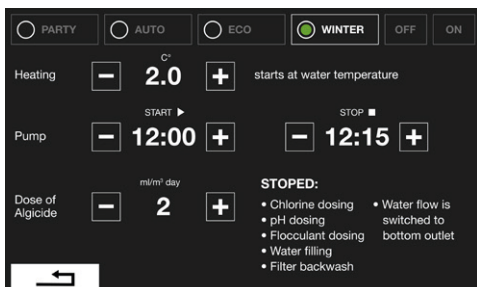 PARTY AUTO ECO WINTER OFF ON
C°
Heating − 2.0 + starts at water temperature
START ▶ STOP ■
Pump − 12:00 + − 12:15 +
ml/m³ day
Dose of
Algicide − 2 +
STOPED:
• Chlorine dosing
• pH dosing
• Flocculant dosing
• Water filling
• Filter backwash
• Water flow is
switched to
bottom outlet